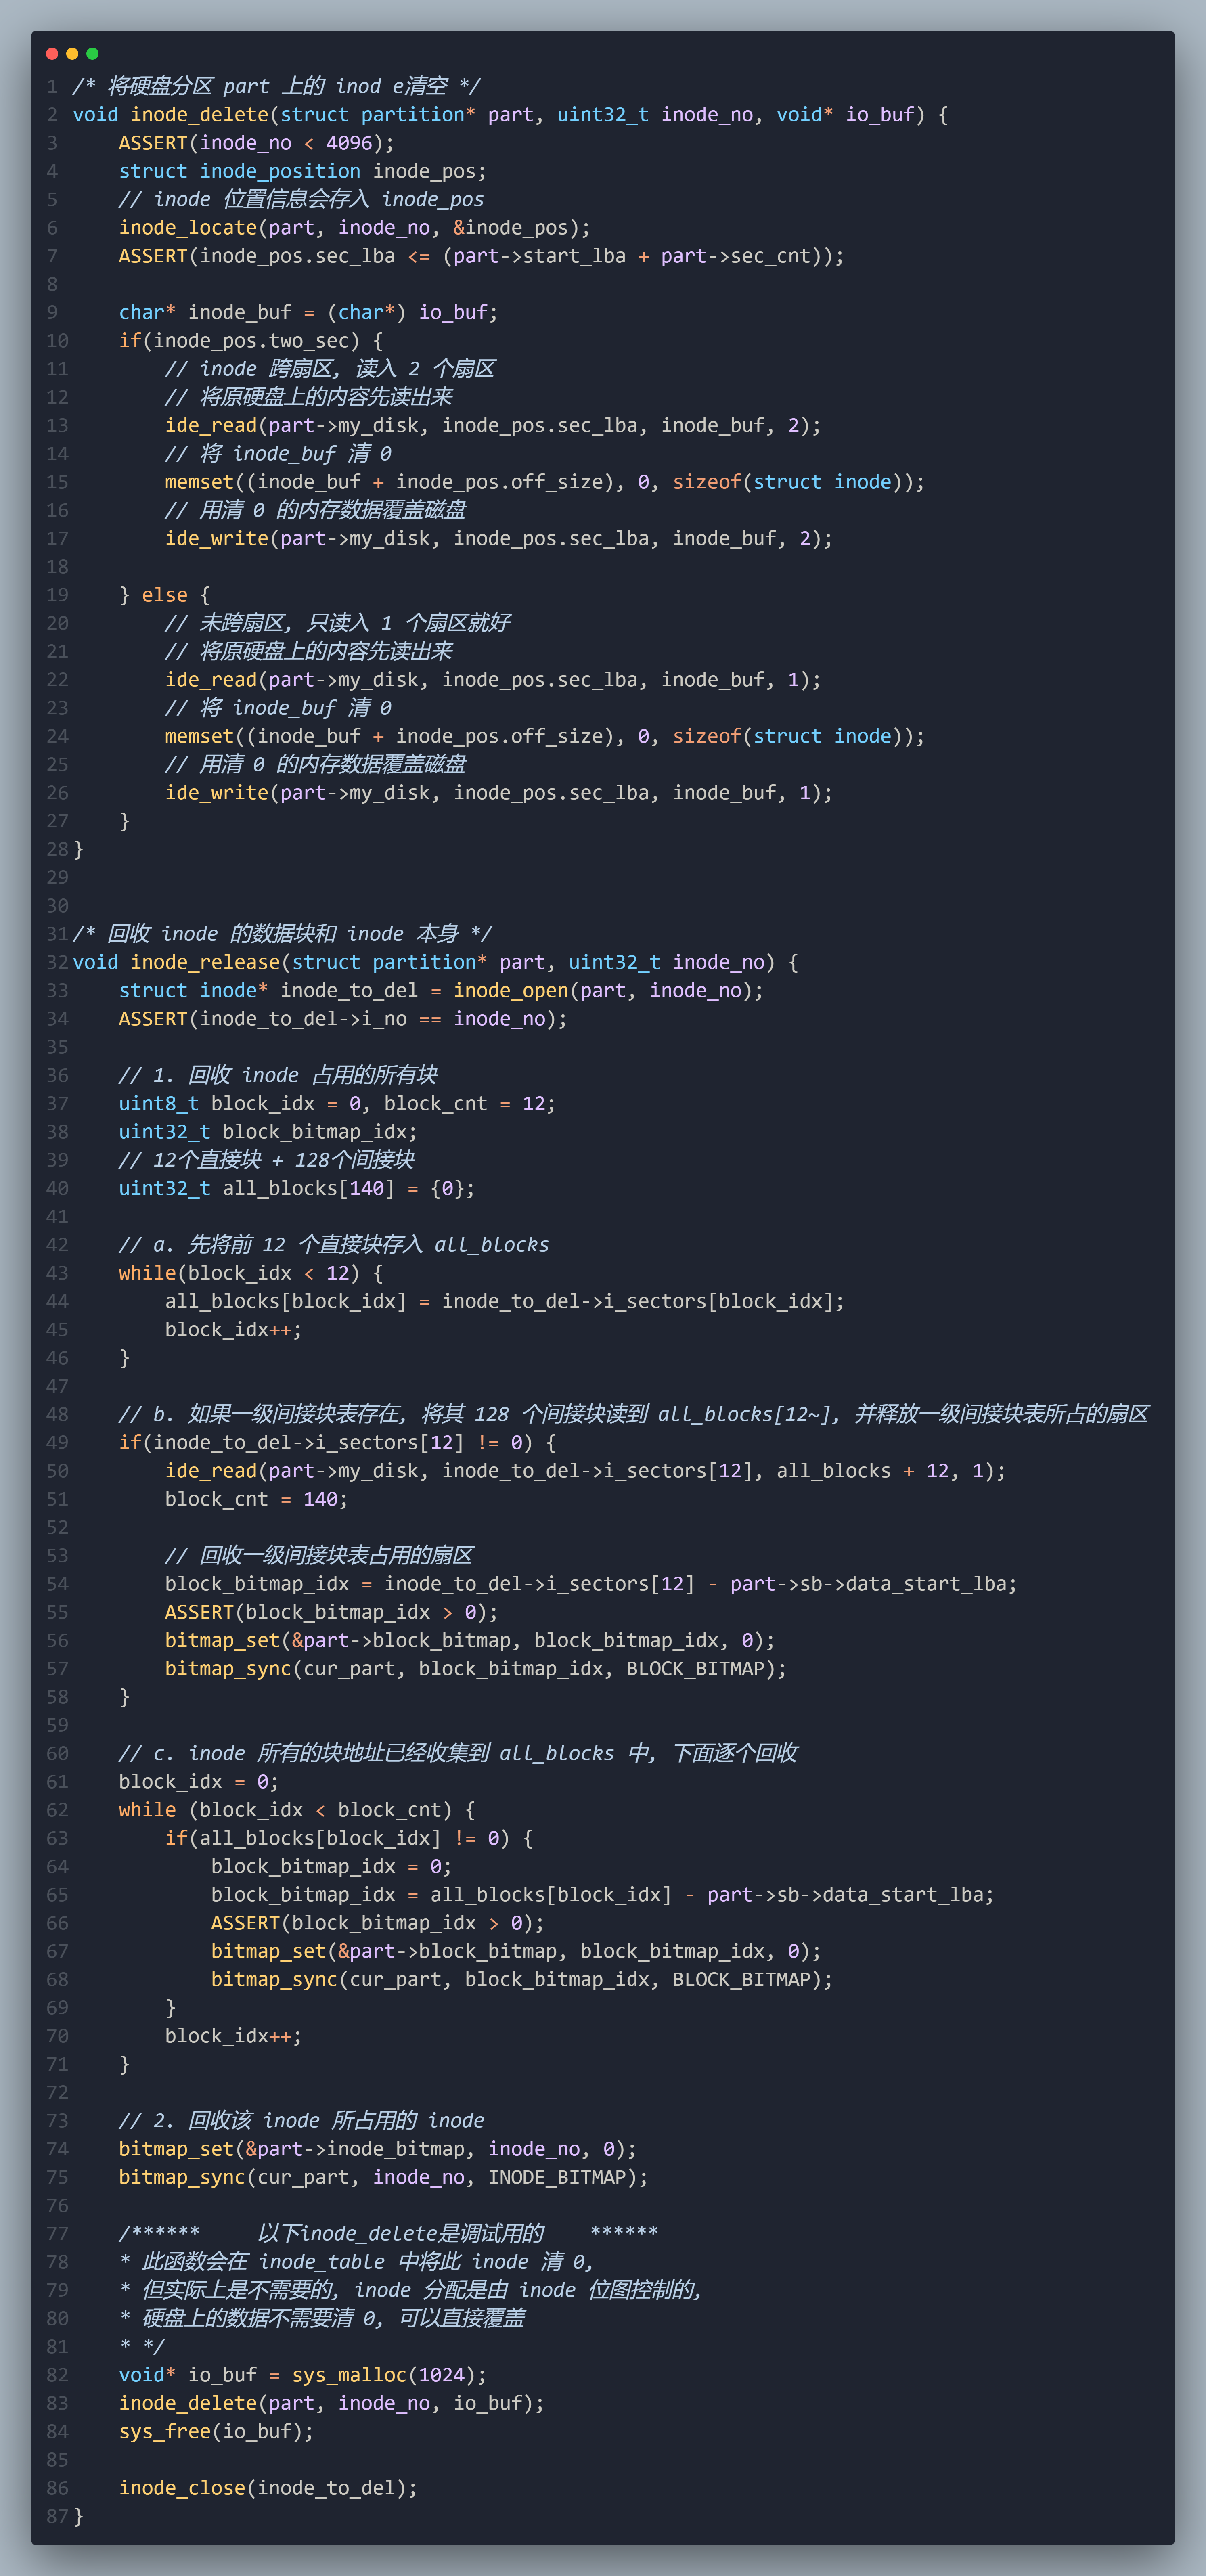 1 /* 将硬盘分区 part 上的 inod e清空 */
2 void inode_delete(struct partition* part, uint32_t inode_no, void* io_buf) {
3     ASSERT(inode_no < 4096);
4     struct inode_position inode_pos;
5     // inode 位置信息会存入 inode_pos
6     inode_locate(part, inode_no, &inode_pos);
7     ASSERT(inode_pos.sec_lba <= (part->start_lba + part->sec_cnt));
8
9     char* inode_buf = (char*) io_buf;
10     if(inode_pos.two_sec) {
11         // inode 跨扇区, 读入 2 个扇区
12         // 将原硬盘上的内容先读出来
13         ide_read(part->my_disk, inode_pos.sec_lba, inode_buf, 2);
14         // 将 inode_buf 清 0
15         memset((inode_buf + inode_pos.off_size), 0, sizeof(struct inode));
16         // 用清 0 的内存数据覆盖磁盘
17         ide_write(part->my_disk, inode_pos.sec_lba, inode_buf, 2);
18
19     } else {
20         // 未跨扇区, 只读入 1 个扇区就好
21         // 将原硬盘上的内容先读出来
22         ide_read(part->my_disk, inode_pos.sec_lba, inode_buf, 1);
23         // 将 inode_buf 清 0
24         memset((inode_buf + inode_pos.off_size), 0, sizeof(struct inode));
25         // 用清 0 的内存数据覆盖磁盘
26         ide_write(part->my_disk, inode_pos.sec_lba, inode_buf, 1);
27     }
28 }
29
30
31 /* 回收 inode 的数据块和 inode 本身 */
32 void inode_release(struct partition* part, uint32_t inode_no) {
33     struct inode* inode_to_del = inode_open(part, inode_no);
34     ASSERT(inode_to_del->i_no == inode_no);
35
36     // 1. 回收 inode 占用的所有块
37     uint8_t block_idx = 0, block_cnt = 12;
38     uint32_t block_bitmap_idx;
39     // 12个直接块 + 128个间接块
40     uint32_t all_blocks[140] = {0};
41
42     // a. 先将前 12 个直接块存入 all_blocks
43     while(block_idx < 12) {
44         all_blocks[block_idx] = inode_to_del->i_sectors[block_idx];
45         block_idx++;
46     }
47
48     // b. 如果一级间接块表存在, 将其 128 个间接块读到 all_blocks[12~], 并释放一级间接块表所占的扇区
49     if(inode_to_del->i_sectors[12] != 0) {
50         ide_read(part->my_disk, inode_to_del->i_sectors[12], all_blocks + 12, 1);
51         block_cnt = 140;
52
53         // 回收一级间接块表占用的扇区
54         block_bitmap_idx = inode_to_del->i_sectors[12] - part->sb->data_start_lba;
55         ASSERT(block_bitmap_idx > 0);
56         bitmap_set(&part->block_bitmap, block_bitmap_idx, 0);
57         bitmap_sync(cur_part, block_bitmap_idx, BLOCK_BITMAP);
58     }
59
60     // c. inode 所有的块地址已经收集到 all_blocks 中, 下面逐个回收
61     block_idx = 0;
62     while (block_idx < block_cnt) {
63         if(all_blocks[block_idx] != 0) {
64             block_bitmap_idx = 0;
65             block_bitmap_idx = all_blocks[block_idx] - part->sb->data_start_lba;
66             ASSERT(block_bitmap_idx > 0);
67             bitmap_set(&part->block_bitmap, block_bitmap_idx, 0);
68             bitmap_sync(cur_part, block_bitmap_idx, BLOCK_BITMAP);
69         }
70         block_idx++;
71     }
72
73     // 2. 回收该 inode 所占用的 inode
74     bitmap_set(&part->inode_bitmap, inode_no, 0);
75     bitmap_sync(cur_part, inode_no, INODE_BITMAP);
76
77     /******     以下inode_delete是调试用的    ******
78     * 此函数会在 inode_table 中将此 inode 清 0,
79     * 但实际上是不需要的, inode 分配是由 inode 位图控制的,
80     * 硬盘上的数据不需要清 0, 可以直接覆盖
81     * */
82     void* io_buf = sys_malloc(1024);
83     inode_delete(part, inode_no, io_buf);
84     sys_free(io_buf);
85
86     inode_close(inode_to_del);
87 }